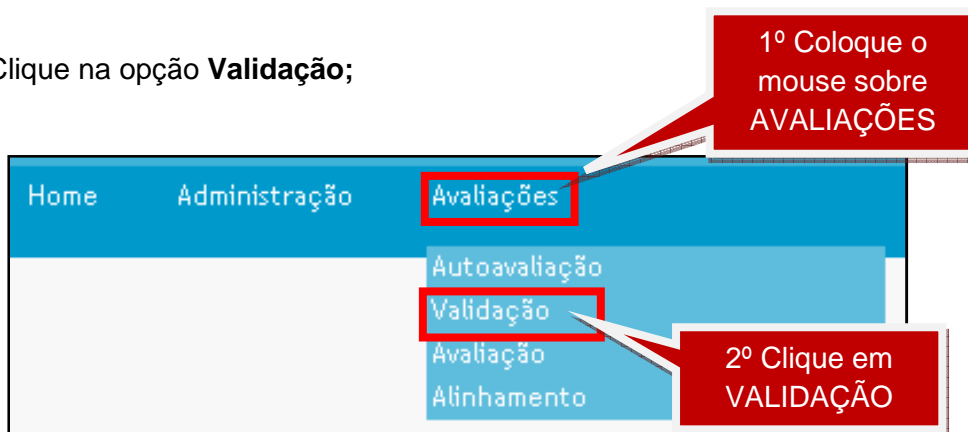 Clique na opção Validação;
1º Coloque o
mouse sobre
AVALIAÇÕES
Home Administração Avaliações
Autoavaliação
Validação
Avaliação
Alinhamento
2º Clique em
VALIDAÇÃO